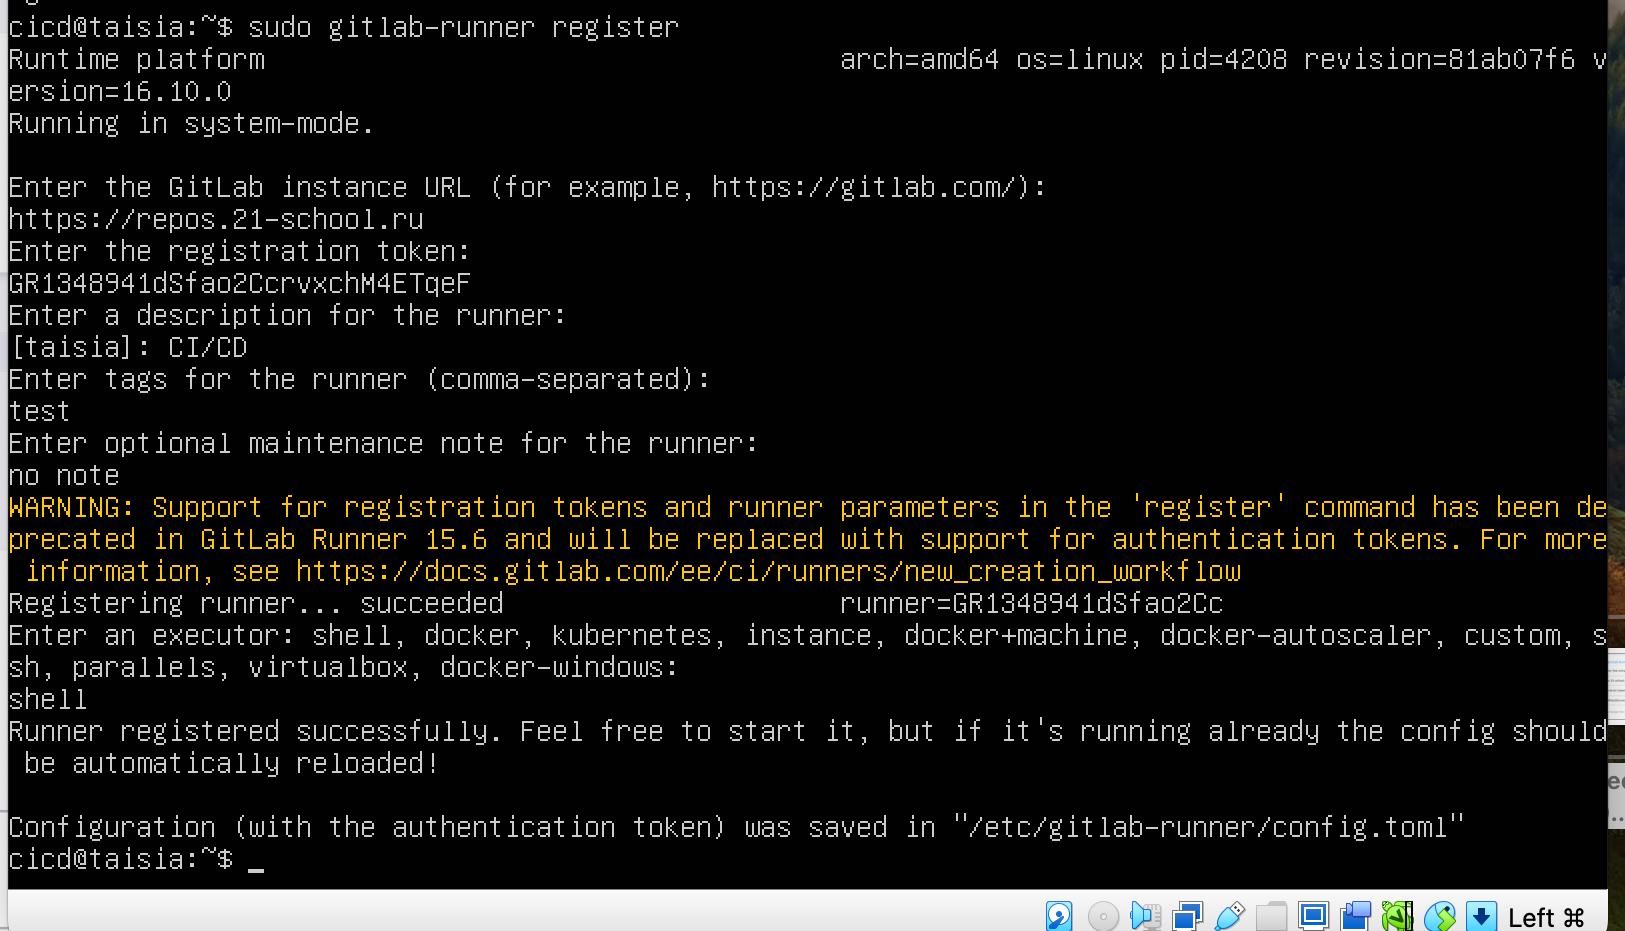 cicd@taisia:~$ sudo gitlab-runner register
Runtime platform                                    arch=amd64 os=linux pid=4208 revision=81ab07f6 v
ersion=16.10.0
Running in system-mode.
Enter the GitLab instance URL (for example, https://gitlab.com/):
https://repos.21-school.ru
Enter the registration token:
GR1348941dSfao2CcrvxchM4ETqeF
Enter a description for the runner:
[taisia]: CI/CD
Enter tags for the runner (comma-separated):
test
Enter optional maintenance note for the runner:
no note
WARNING: Support for registration tokens and runner parameters in the 'register' command has been de
precated in GitLab Runner 15.6 and will be replaced with support for authentication tokens. For more
 information, see https://docs.gitlab.com/ee/ci/runners/new_creation_workflow
Registering runner... succeeded                     runner=GR1348941dSfao2Cc
Enter an executor: shell, docker, kubernetes, instance, docker+machine, docker-autoscaler, custom, s
sh, parallels, virtualbox, docker-windows:
shell
Runner registered successfully. Feel free to start it, but if it's running already the config should
 be automatically reloaded!
Configuration (with the authentication token) was saved in "/etc/gitlab-runner/config.toml"
cicd@taisia:~$ _
Left ⌘